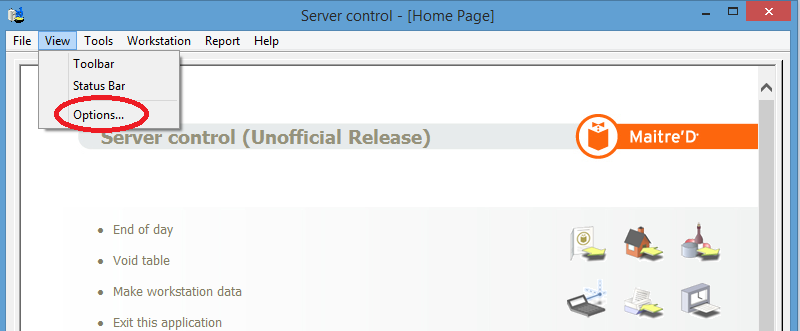 Server control - [Home Page]
File View Tools Workstation Report Help
Toolbar
Status Bar
Options...
Server control (Unofficial Release)
Maitre'D
• End of day
• Void table
• Make workstation data
• Exit this application